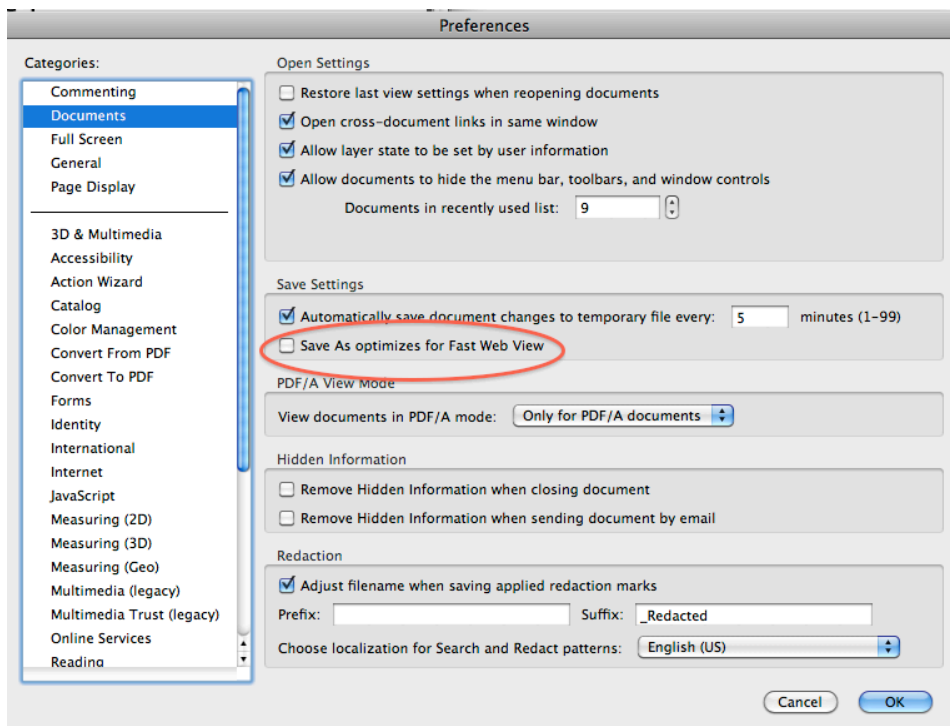 Preferences
Categories:
Commenting
Documents
Full Screen
General
Page Display
3D & Multimedia
Accessibility
Action Wizard
Catalog
Color Management
Convert From PDF
Convert To PDF
Forms
Identity
International
Internet
JavaScript
Measuring (2D)
Measuring (3D)
Measuring (Geo)
Multimedia (legacy)
Multimedia Trust (legacy)
Online Services
Reading
Open Settings
Restore last view settings when reopening documents
Open cross-document links in same window
Allow layer state to be set by user information
Allow documents to hide the menu bar, toolbars, and window controls
Documents in recently used list: 9
Save Settings
Automatically save document changes to temporary file every: 5 minutes (1-99)
Save As optimizes for Fast Web View
PDF/A View Mode
View documents in PDF/A mode: Only for PDF/A documents
Hidden Information
Remove Hidden Information when closing document
Remove Hidden Information when sending document by email
Redaction
Adjust filename when saving applied redaction marks
Prefix: Suffix: _Redacted
Choose localization for Search and Redact patterns: English (US)
Cancel OK